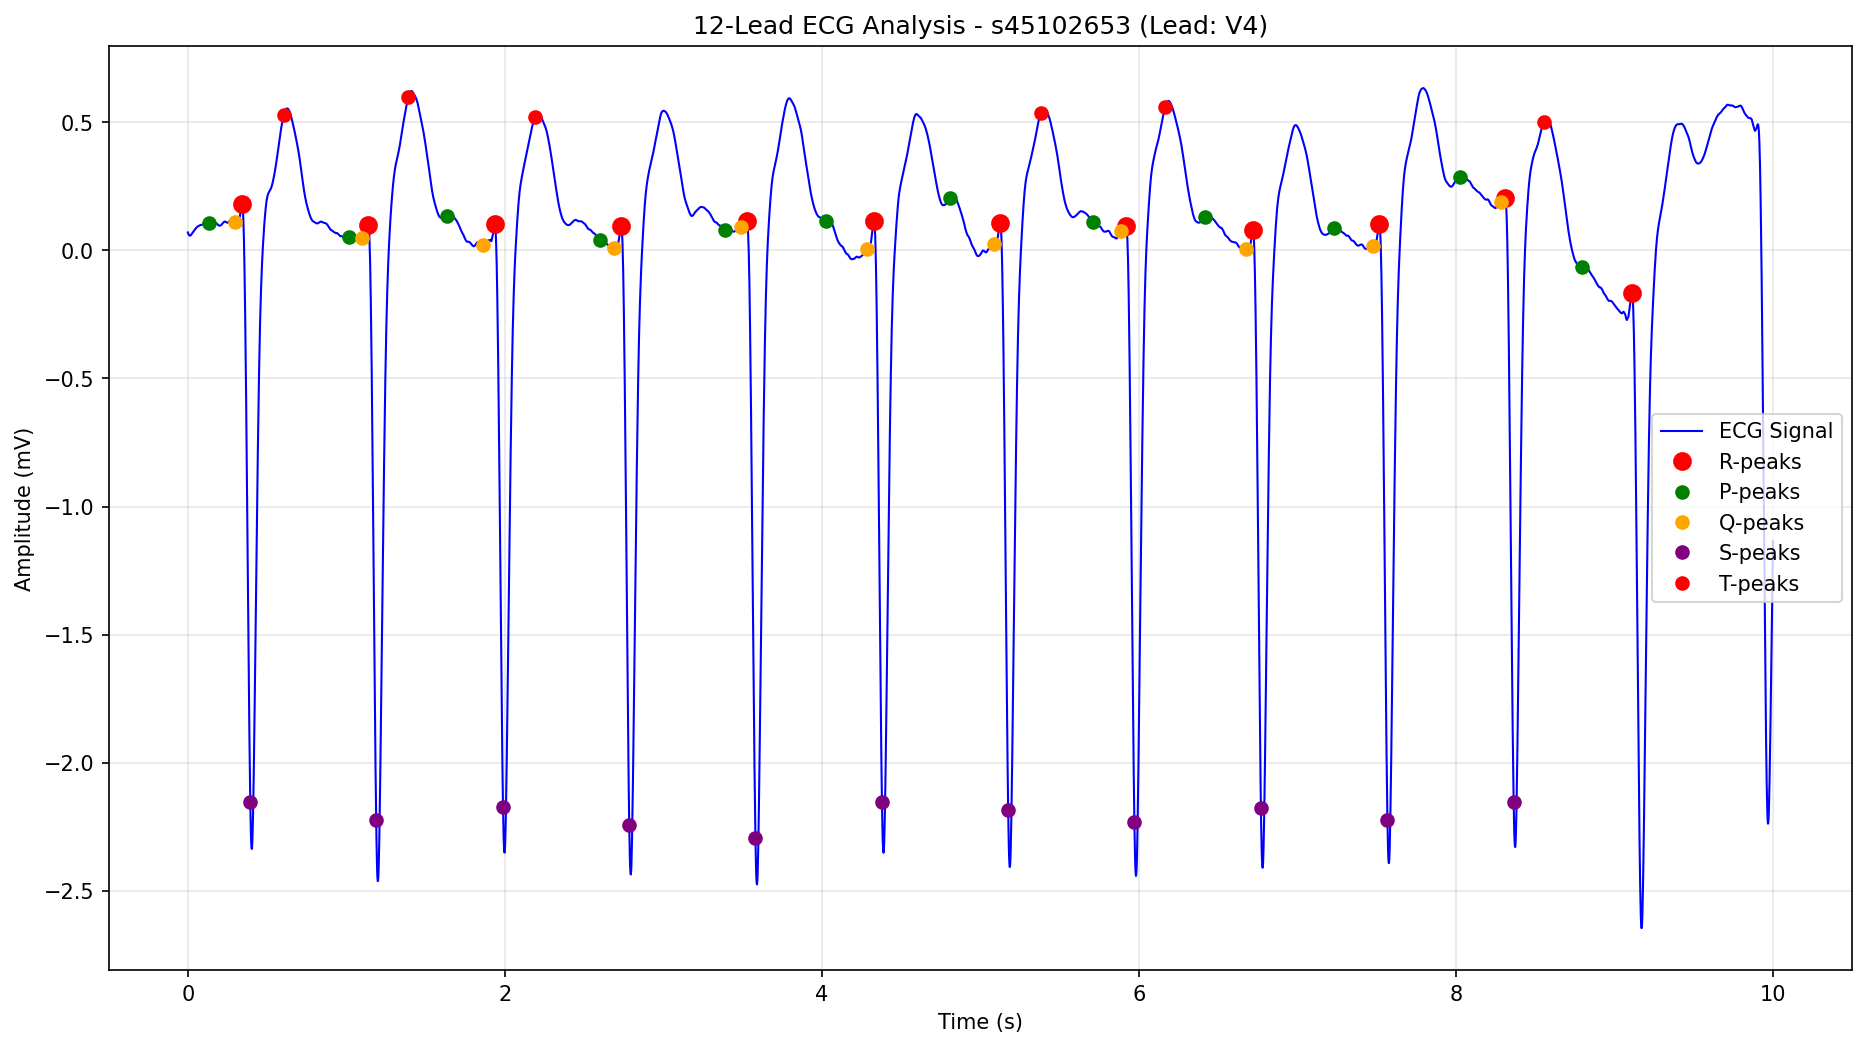 12-Lead ECG Analysis - s45102653 (Lead: V4)
Amplitude (mV)
0.5
0.0
−0.5
−1.0
−1.5
−2.0
−2.5
ECG Signal
R-peaks
P-peaks
Q-peaks
S-peaks
T-peaks
0 2 4 6 8 10
Time (s)